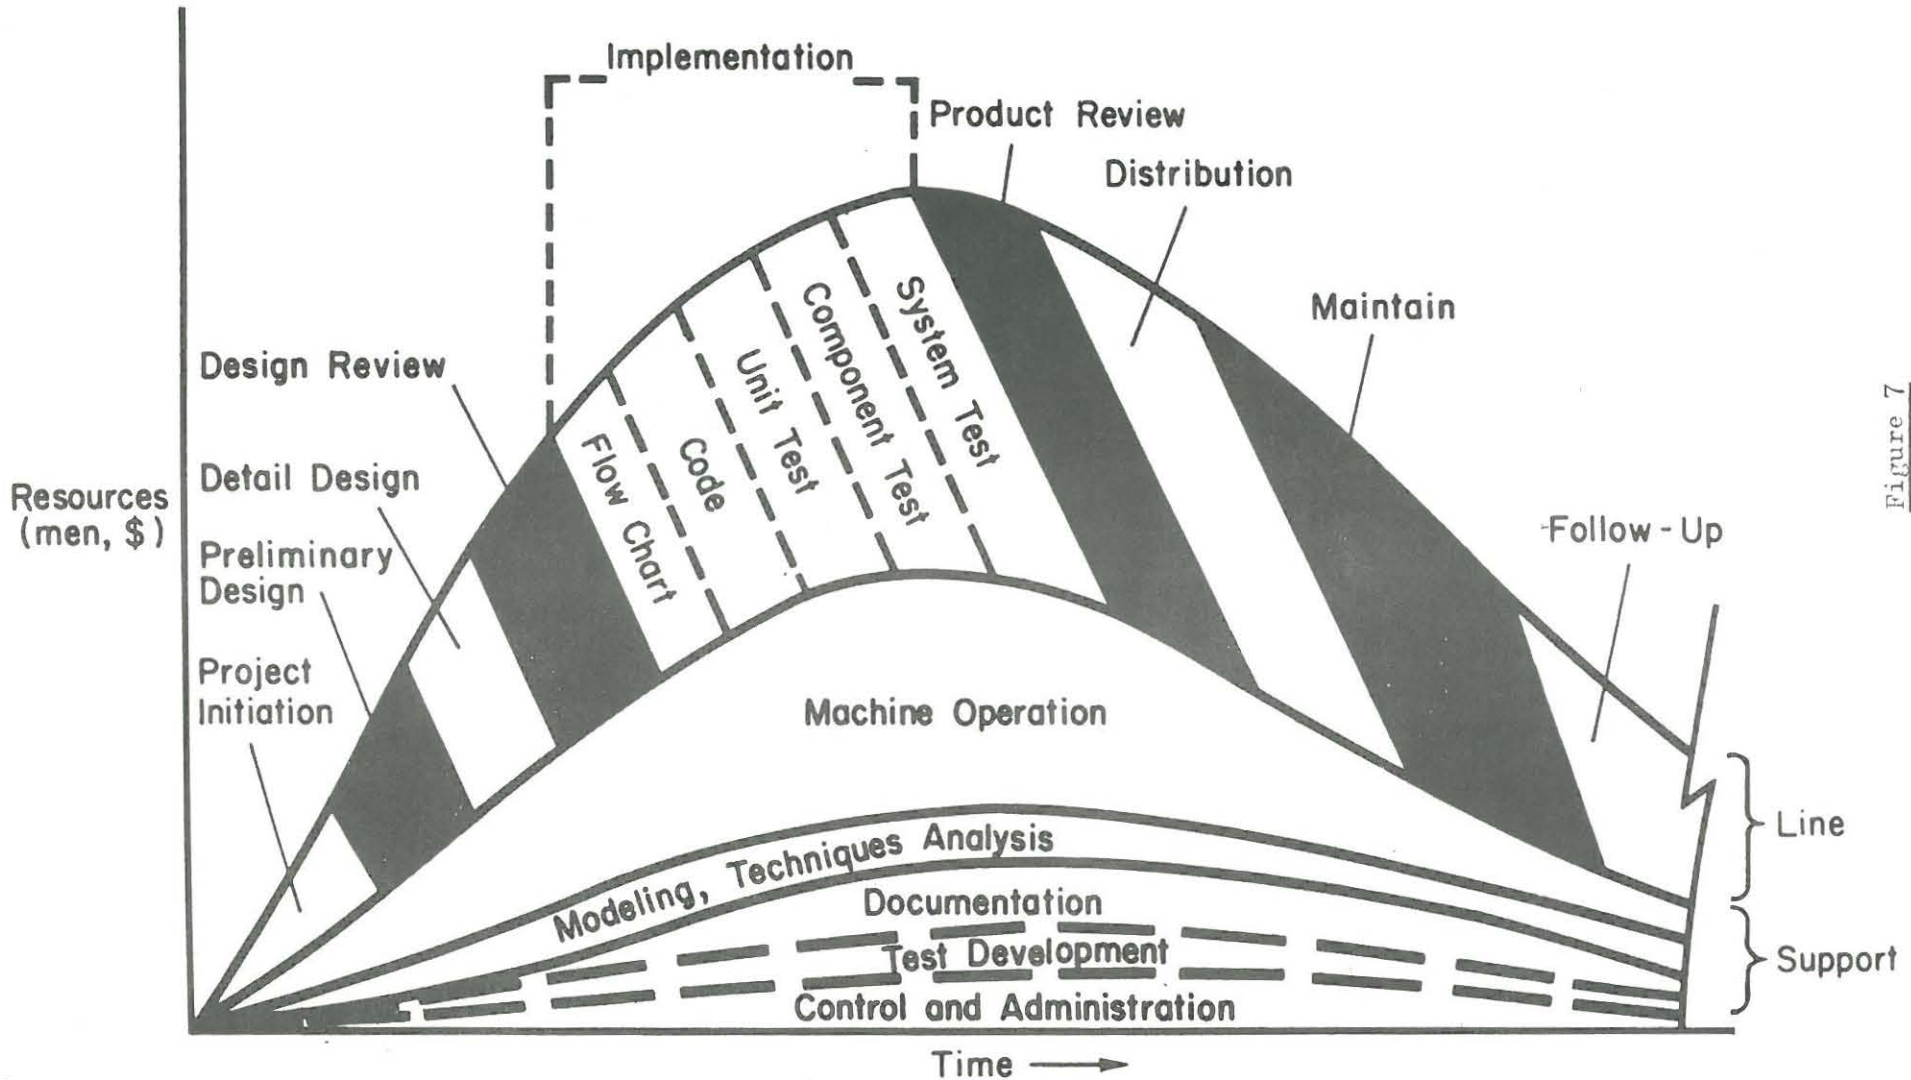 Implementation
Product Review
Distribution
Maintain
Follow-Up
Design Review
Detail Design
Preliminary
Design
Project
Initiation
Resources
(men, $)
Flow Chart
Code
Unit Test
Component Test
System Test
Machine Operation
Modeling, Techniques Analysis
Documentation
Test Development
Control and Administration
Line
Support
Time
Figure 7